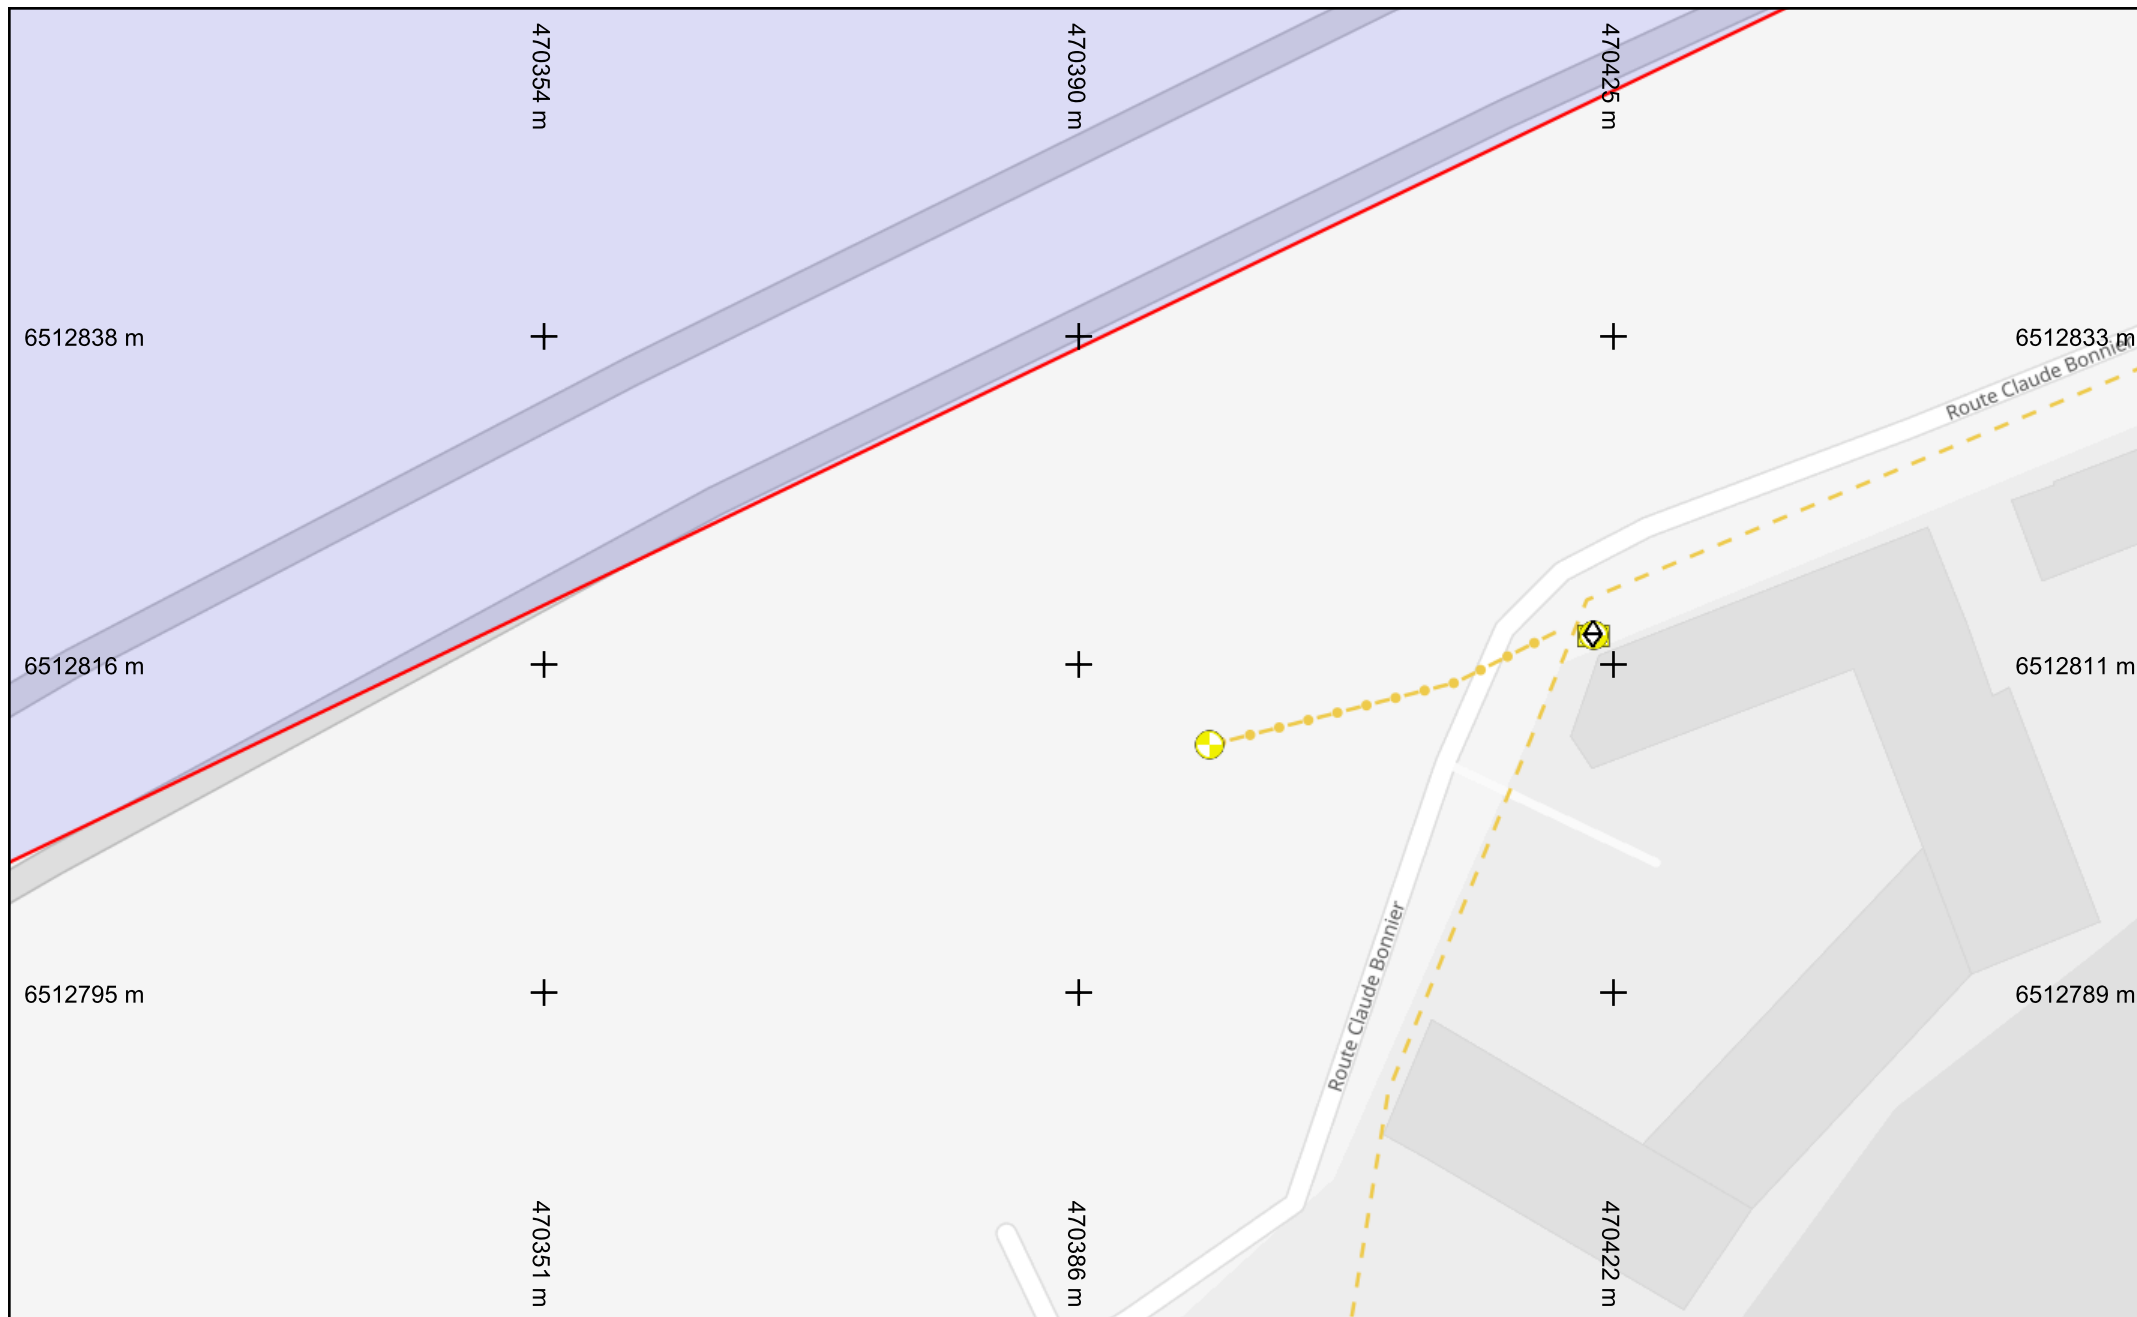 470354 m
470390 m
470425 m
6512838 m
6512833 m
Route Claude Bonnier
6512816 m
6512811 m
Route Claude Bonnier
6512795 m
6512789 m
470351 m
470386 m
470422 m